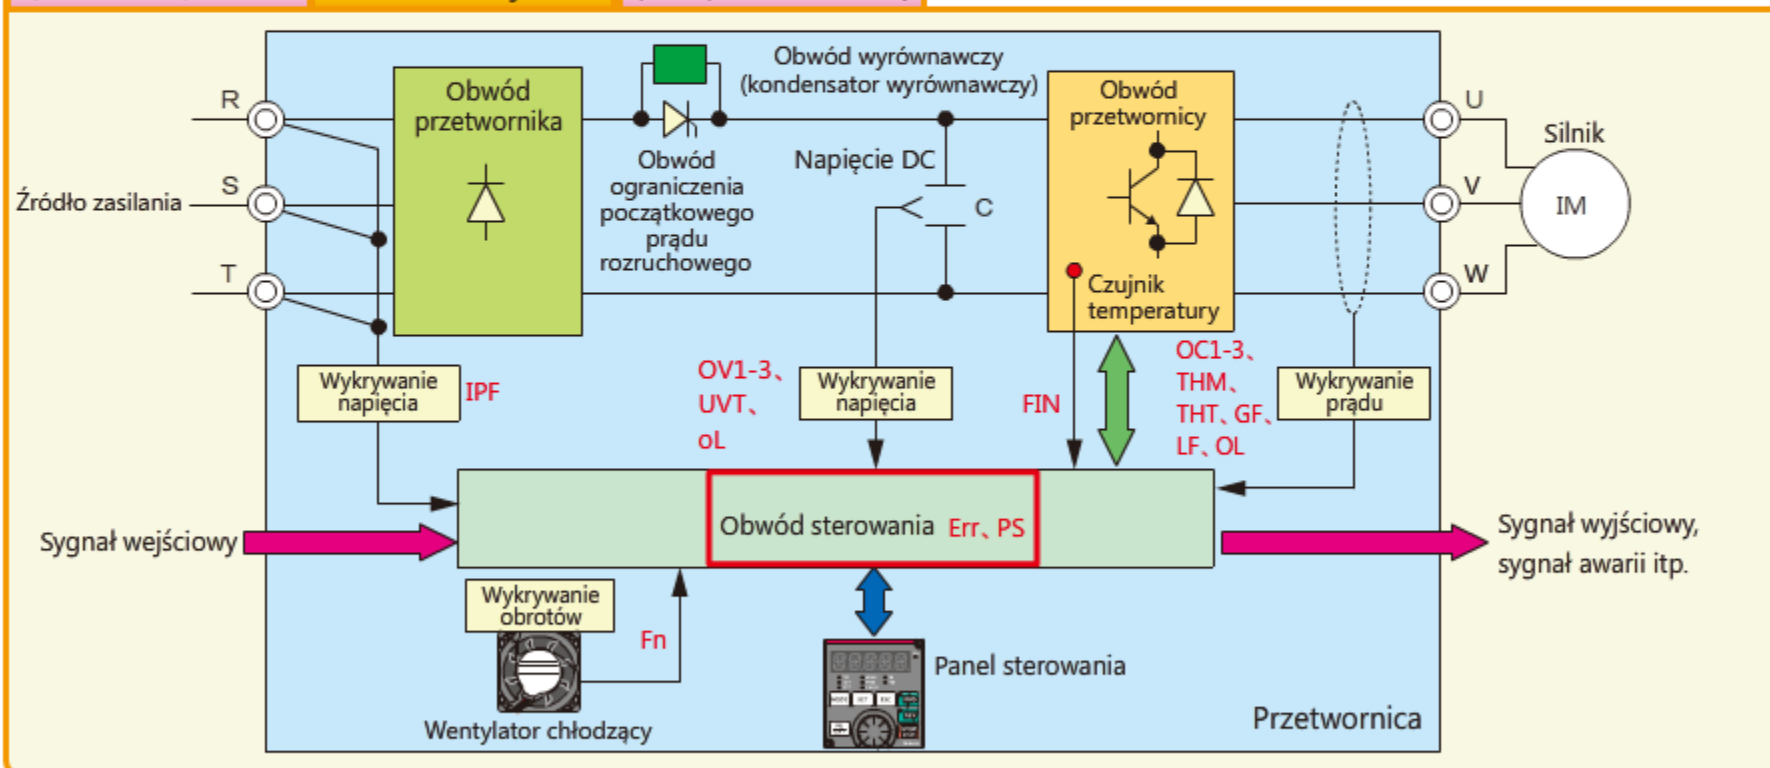 Obwód
przetwornika
Obwód wyrównawczy
(kondensator wyrównawczy)
Obwód
przetwornicy
R
U
Silnik
Obwód
ograniczenia
początkowego
prądu
rozruchowego
Napięcie DC
C
Źródło zasilania
S
V
IM
T
W
Czujnik
temperatury
Wykrywanie
napięcia
IPF
OV1-3、
UVT、
oL
Wykrywanie
napięcia
FIN
OC1-3、
THM、
THT、GF、
LF、OL
Wykrywanie
prądu
Sygnał wejściowy
Obwód sterowania
Err、PS
Sygnał wyjściowy,
sygnał awarii itp.
Wykrywanie
obrotów
Fn
Wentylator chłodzący
Panel sterowania
Przetwornica